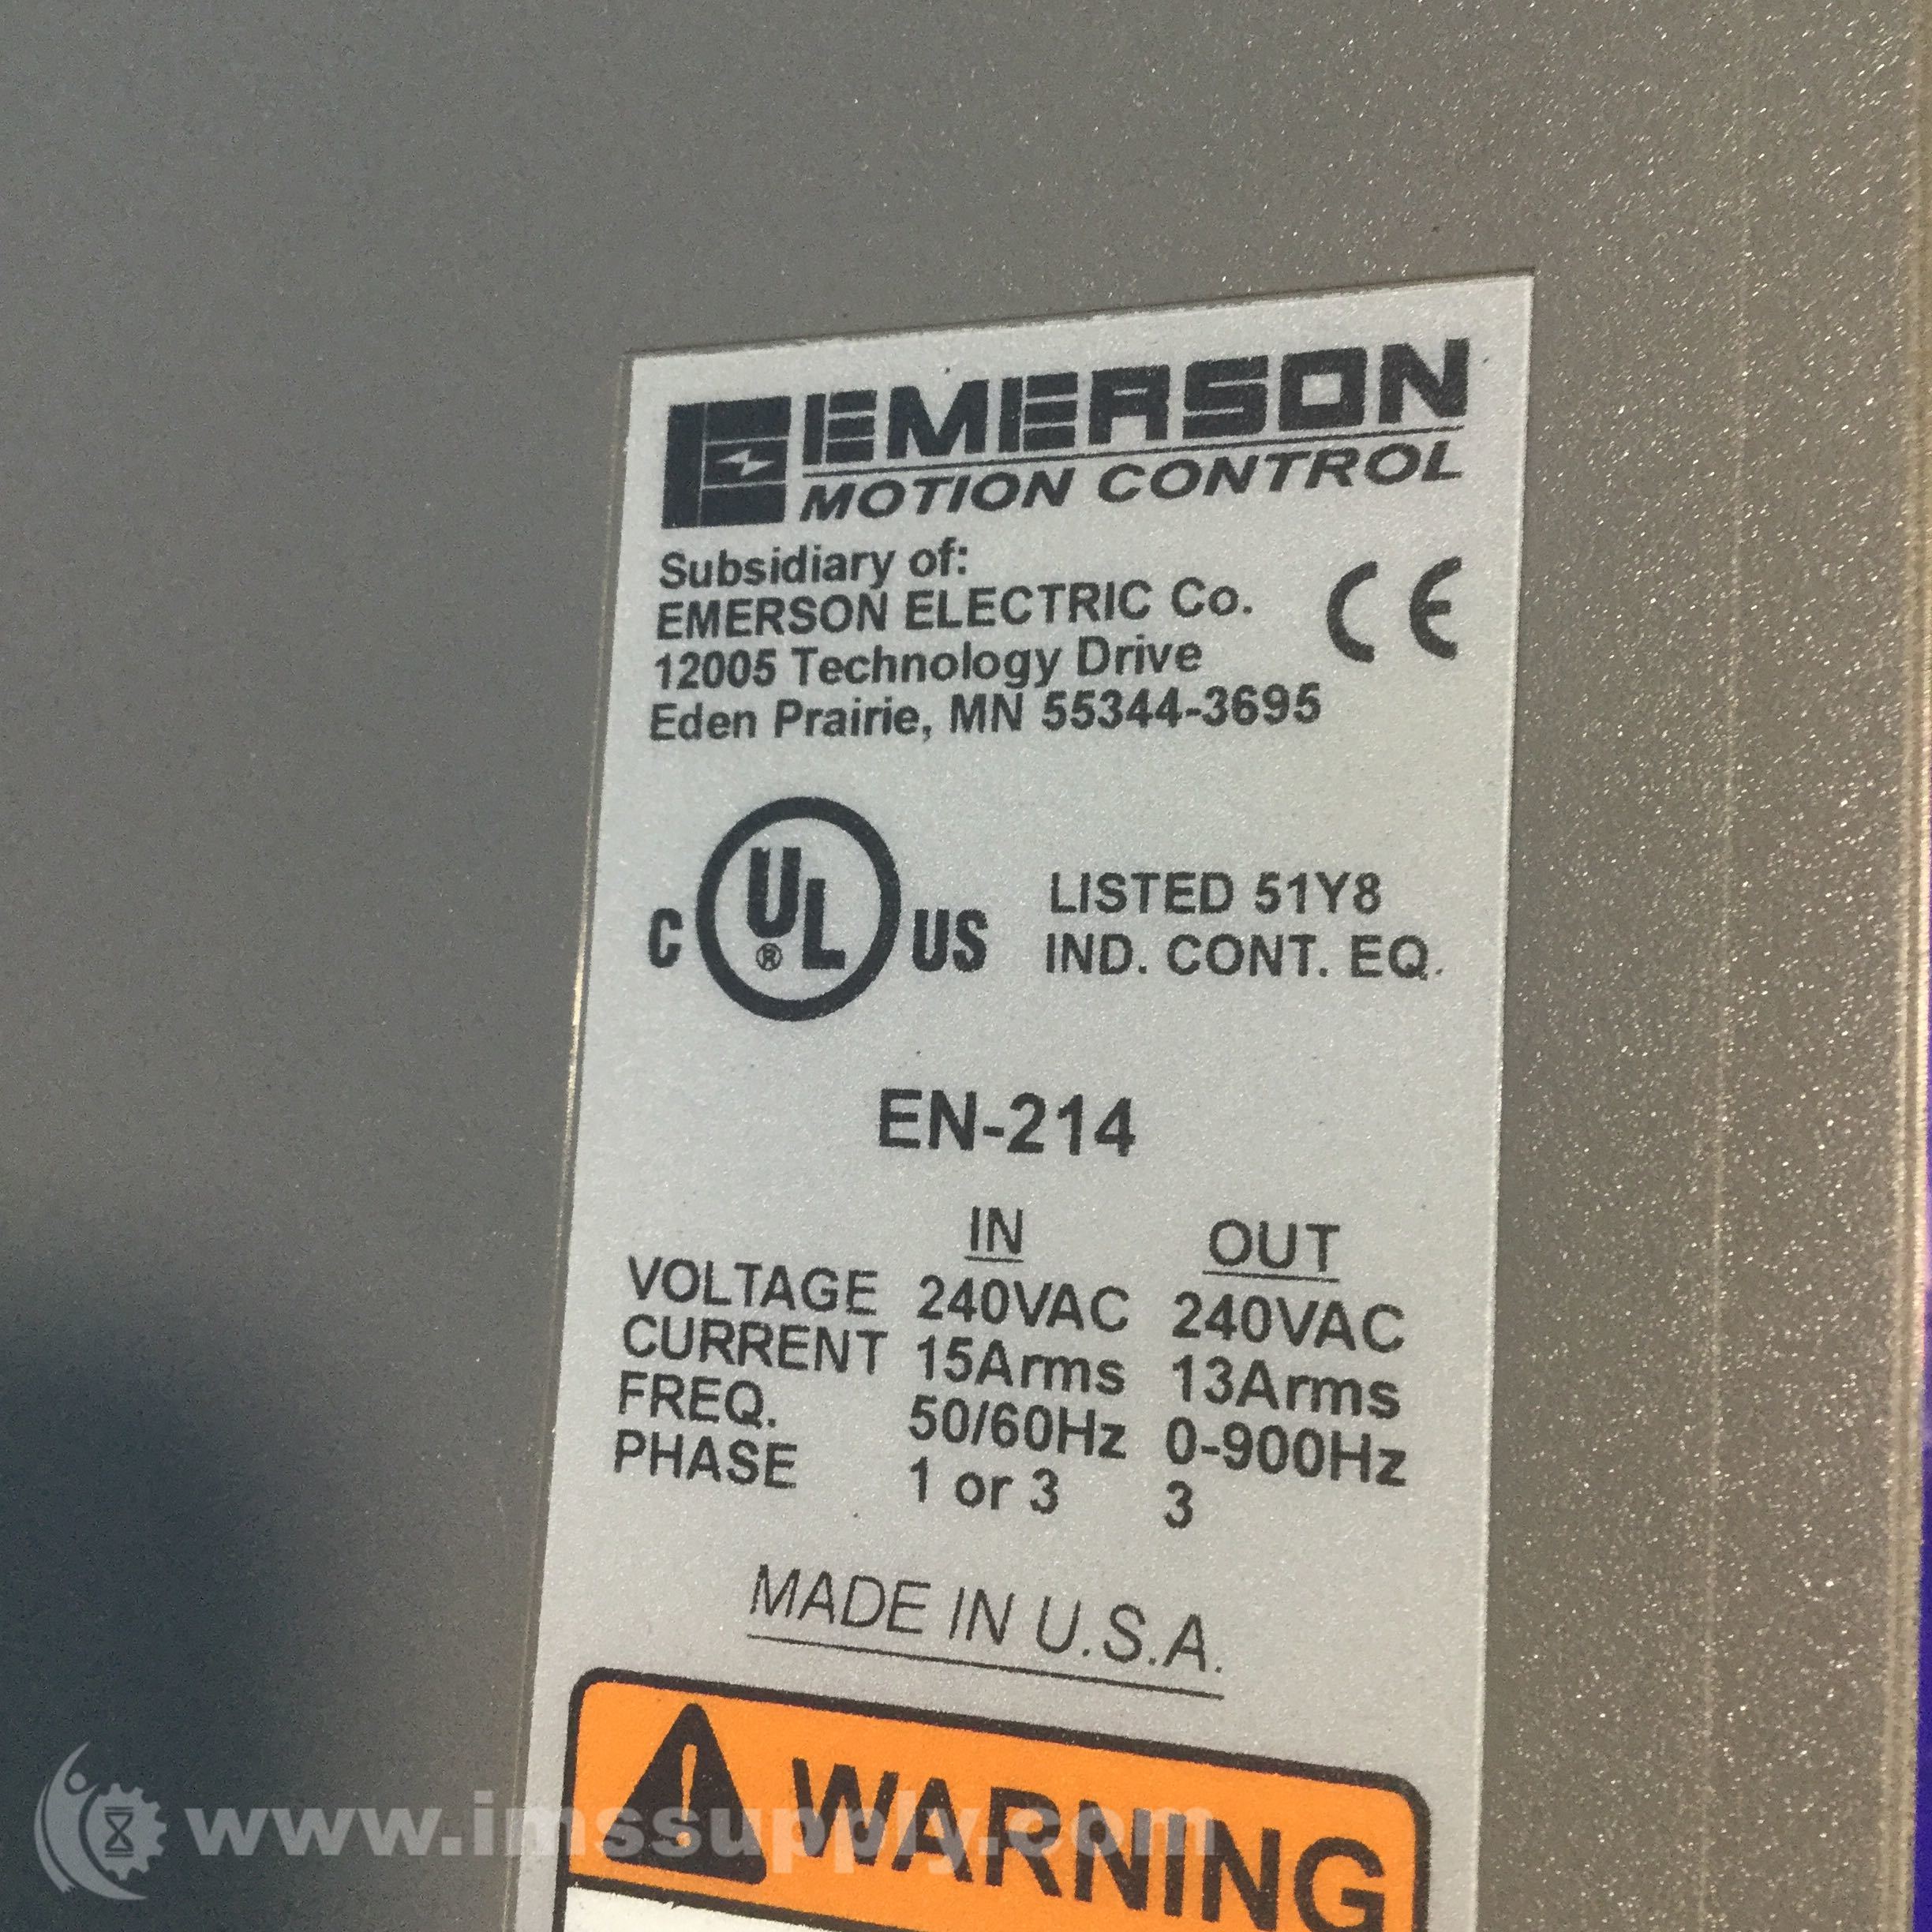 EMERSON
MOTION CONTROL
Subsidiary of:
EMERSON ELECTRIC Co.
12005 Technology Drive
Eden Prairie, MN 55344-3695
CE
C UL ® US
LISTED 51Y8
IND. CONT. EQ.
EN-214
IN OUT
VOLTAGE 240VAC 240VAC
CURRENT 15Arms 13Arms
FREQ. 50/60Hz 0-900Hz
PHASE 1 or 3 3
MADE IN U.S.A.
WARNING
www.imssupply.com